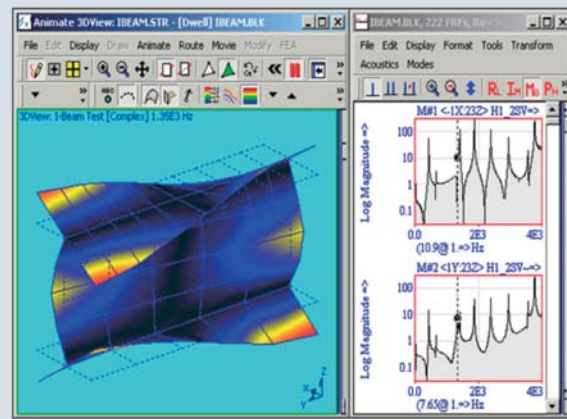 Animate 3DView: IBEAM.STR - [Dwell] IBEAM.BLK
File Edit Display Draw Animate Route Movie Modify FEA
ABC
3DView: I-Beam Test [Complex] 1.35E3 Hz
X
Y
Z
IBEAM.BLK, 222 FRFs,
File Edit Display Format Tools Transform
Acoustics Modes
M#1 <-1X:23Z> H1_2SV=>
Log Magnitude =>
100
10
1
0.1
0.0 2E3 4E3
(10.9@ 1.=>Hz
M#2 <1Y:23Z> H1_2SV-=>
Log Magnitude =>
100
10
1
0.1
0.0 2E3 4E3
(7.65@ 1.=>Hz